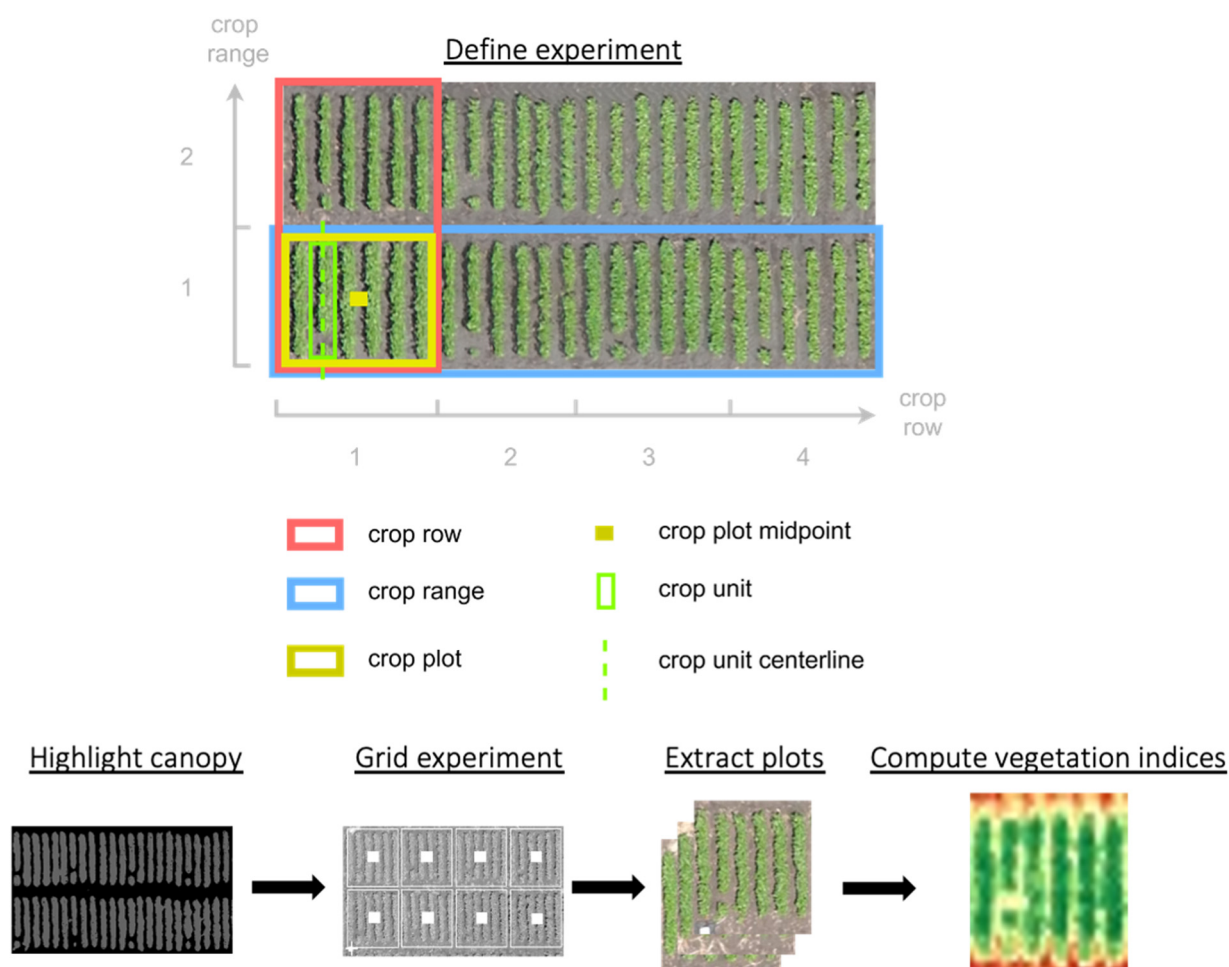 crop
range
Define experiment
2
1
crop
row
1 2 3 4
crop row
crop plot midpoint
crop range
crop unit
crop plot
crop unit centerline
Highlight canopy
Grid experiment
Extract plots
Compute vegetation indices